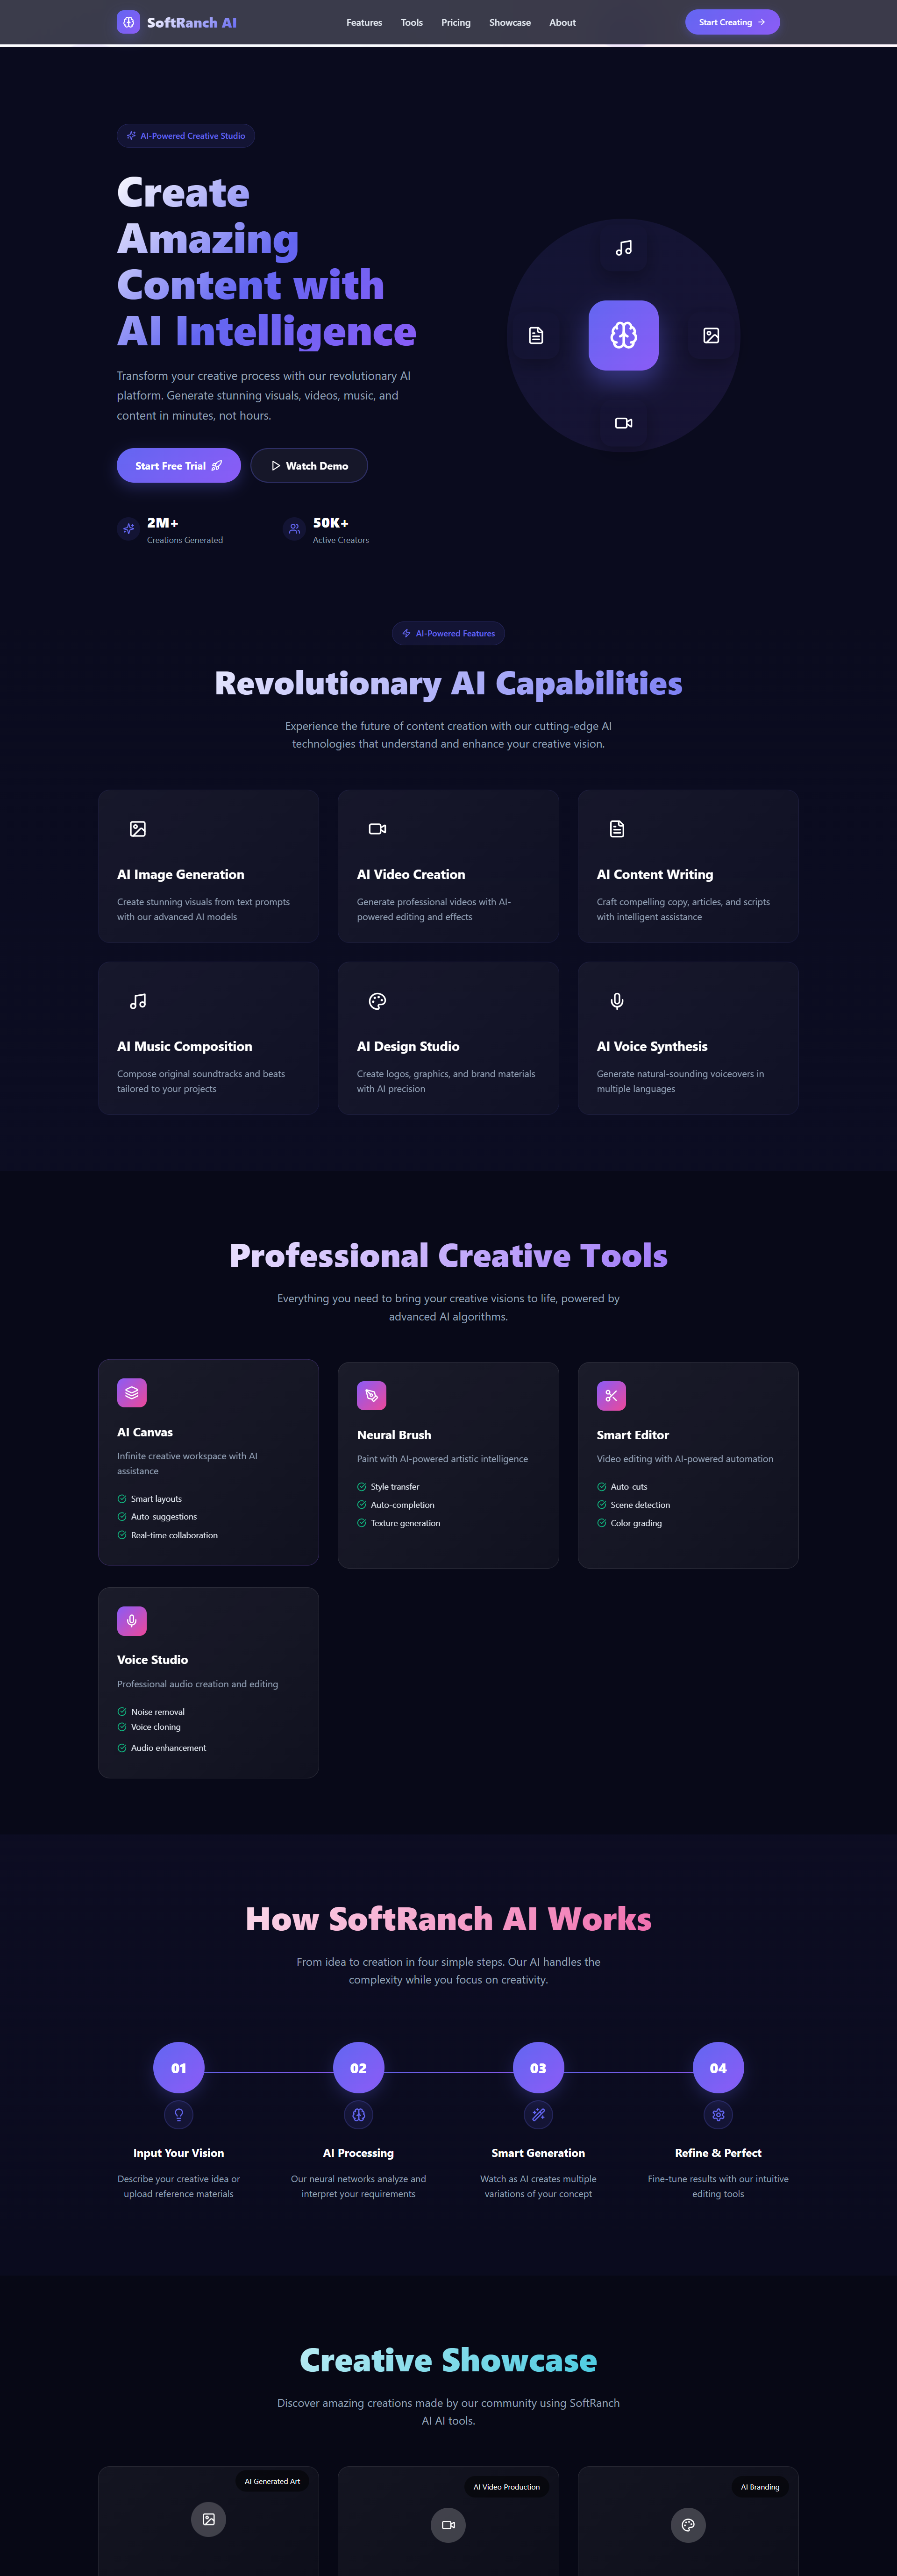 SoftRanch AI
Features
Tools
Pricing
Showcase
About
Start Creating
AI-Powered Creative Studio
Create
Amazing
Content with
AI Intelligence
Transform your creative process with our revolutionary AI
platform. Generate stunning visuals, videos, music, and
content in minutes, not hours.
Start Free Trial
Watch Demo
2M+
Creations Generated
50K+
Active Creators
AI-Powered Features
Revolutionary AI Capabilities
Experience the future of content creation with our cutting-edge AI
technologies that understand and enhance your creative vision.
AI Image Generation
Create stunning visuals from text prompts
with our advanced AI models
AI Video Creation
Generate professional videos with AI-
powered editing and effects
AI Content Writing
Craft compelling copy, articles, and scripts
with intelligent assistance
AI Music Composition
Compose original soundtracks and beats
tailored to your projects
AI Design Studio
Create logos, graphics, and brand materials
with AI precision
AI Voice Synthesis
Generate natural-sounding voiceovers in
multiple languages
Professional Creative Tools
Everything you need to bring your creative visions to life, powered by
advanced AI algorithms.
AI Canvas
Infinite creative workspace with AI
assistance
Smart layouts
Auto-suggestions
Real-time collaboration
Neural Brush
Paint with AI-powered artistic intelligence
Style transfer
Auto-completion
Texture generation
Smart Editor
Video editing with AI-powered automation
Auto-cuts
Scene detection
Color grading
Voice Studio
Professional audio creation and editing
Noise removal
Voice cloning
Audio enhancement
How SoftRanch AI Works
From idea to creation in four simple steps. Our AI handles the
complexity while you focus on creativity.
01
Input Your Vision
Describe your creative idea or
upload reference materials
02
AI Processing
Our neural networks analyze and
interpret your requirements
03
Smart Generation
Watch as AI creates multiple
variations of your concept
04
Refine & Perfect
Fine-tune results with our intuitive
editing tools
Creative Showcase
Discover amazing creations made by our community using SoftRanch
AI AI tools.
AI Generated Art
AI Video Production
AI Branding